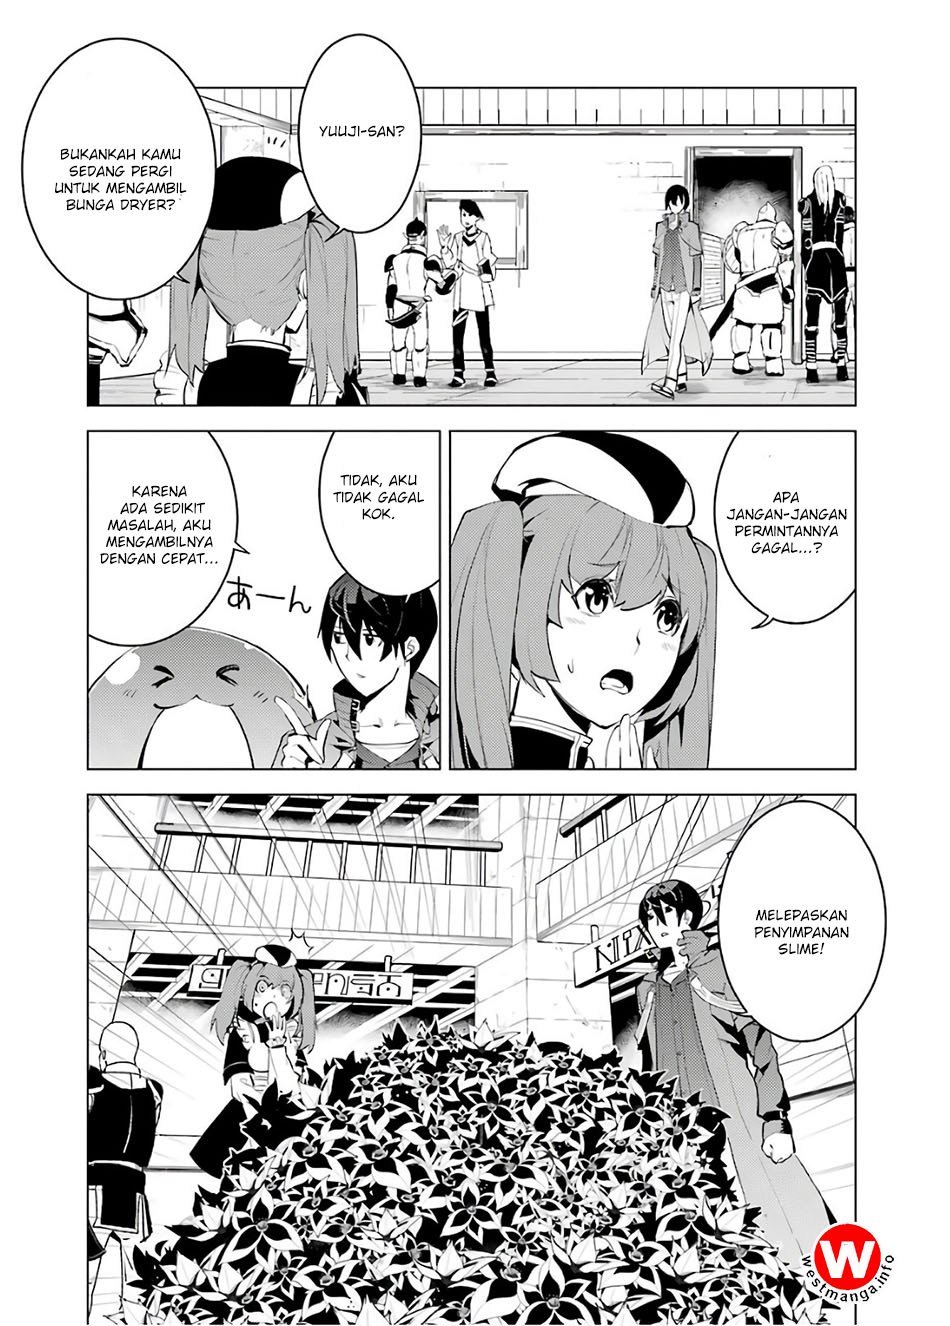 YUUJI-SAN?
BUKANKAH KAMU
SEDANG PERGI
UNTUK MENGAMBIL
BUNGA DRYER?
APA
JANGAN-JANGAN
PERMINTANNYA
GAGAL...?
TIDAK, AKU
TIDAK GAGAL
KOK.
KARENA
ADA SEDIKIT
MASALAH, AKU
MENGAMBILNYA
DENGAN CEPAT...
あーん
MELEPASKAN
PENYIMPANAN
SLIME!
W
westmanga.info